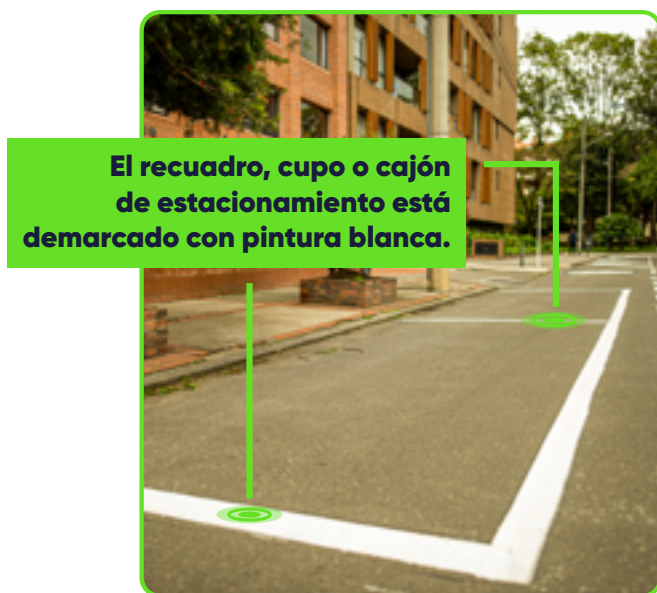 El recuadro, cupo o cajón
de estacionamiento está
demarcado con pintura blanca.